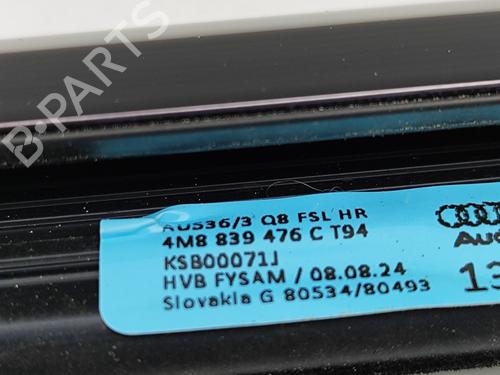 B-PARTS
AU536/3 Q8 FSL HR
4M8 839 476 C T94
KSB00071J
HVB FYSAM / 08.08.24
Slovakia G 80534/80493
Aud
13